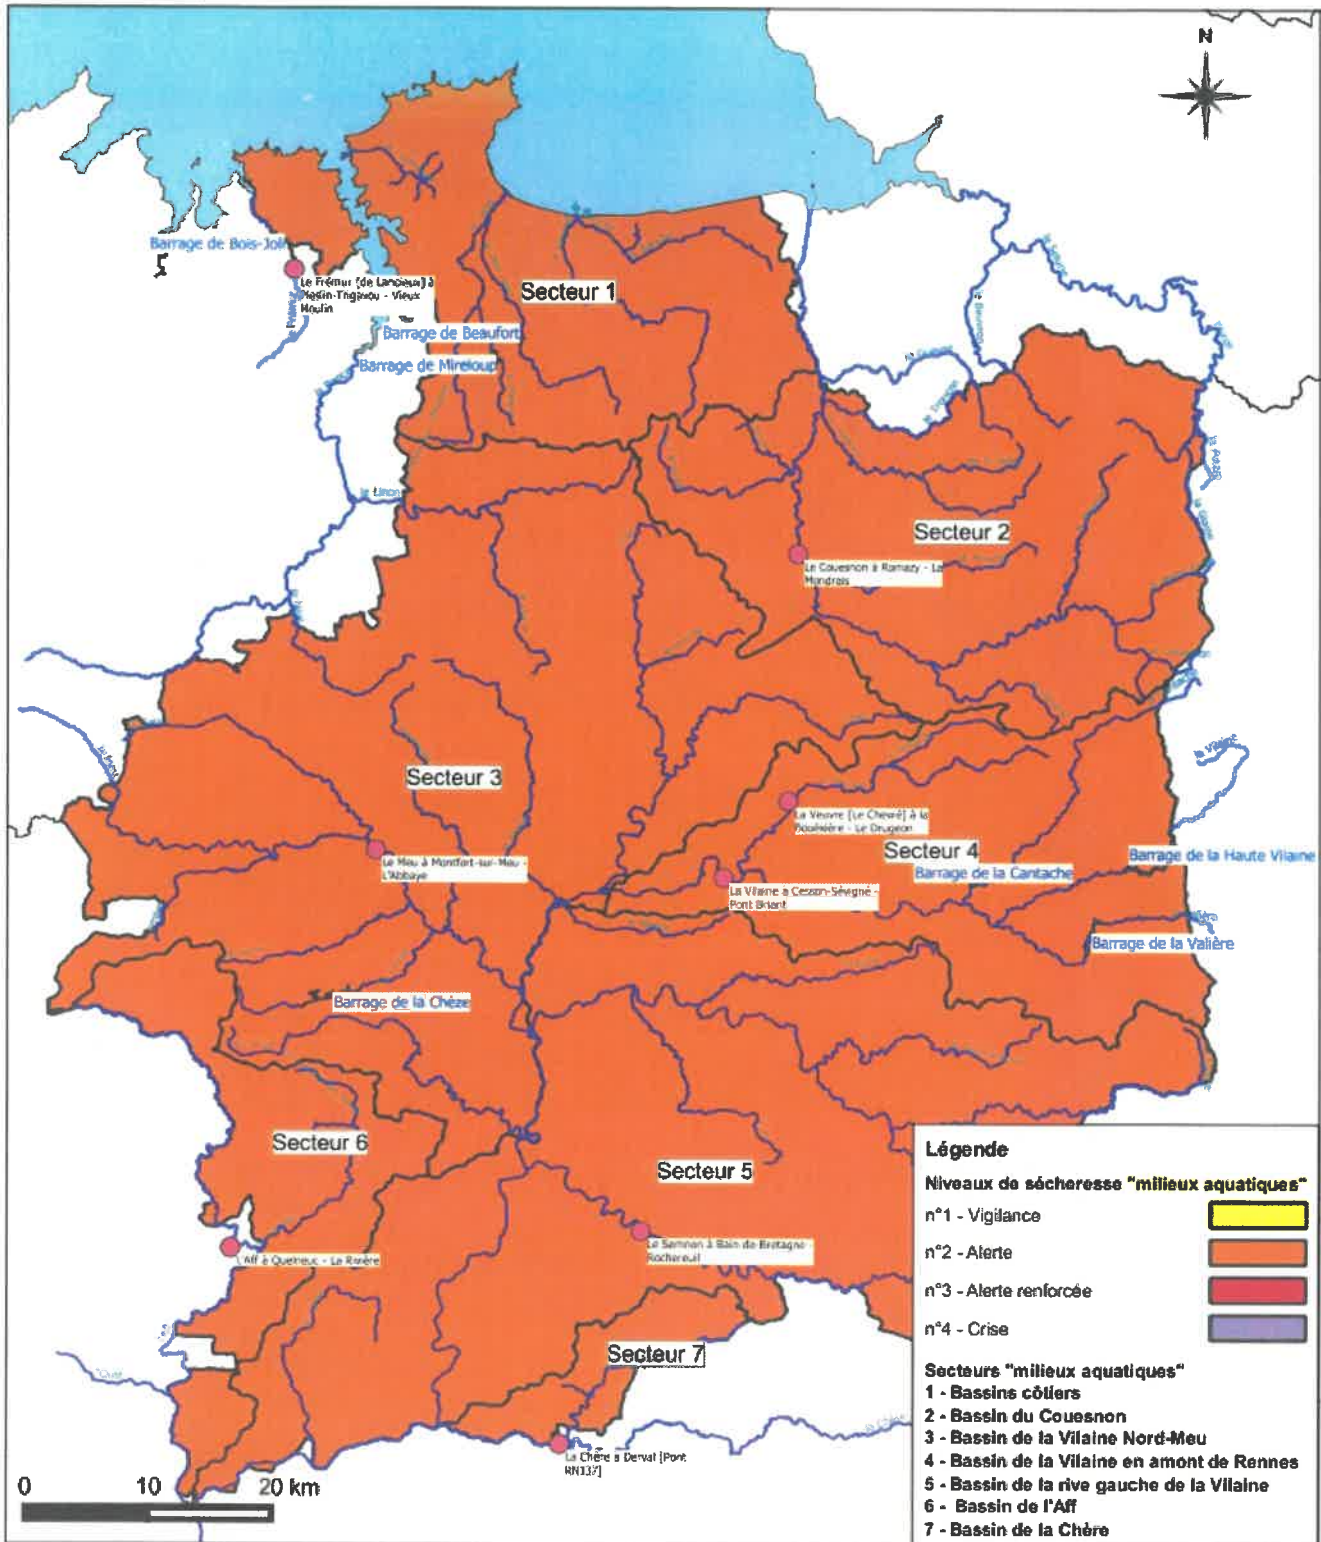 N
Barrage de Bois-Joli
Le Frémur [de Lancieux] à
Pleslin-Trigavou - Vieux
Moulin
Secteur 1
Barrage de Beaufort
Barrage de Mireloup
le Linon
Secteur 2
Le Couesnon à Romazy - La
Mondrais
Secteur 3
la Vilaine
La Veuvre [Le Chevré] à la
Bouëxière - Le Drugeon
Secteur 4
Barrage de la Haute Vilaine
Le Meu à Montfort-sur-Meu -
L'Abbaye
Barrage de la Cantache
La Vilaine à Cesson-Sévigné -
Pont Briant
Barrage de la Valière
Barrage de la Chèze
Secteur 6
Secteur 5
Le Semnon à Bain-de-Bretagne -
Rochereuil
L'Aff à Quelneuc - La Rivière
Secteur 7
La Chère à Derval [Pont
RN137]
0 10 20 km
Légende
Niveaux de sécheresse "milieux aquatiques"
n°1 - Vigilance
n°2 - Alerte
n°3 - Alerte renforcée
n°4 - Crise
Secteurs "milieux aquatiques"
1 - Bassins côtiers
2 - Bassin du Couesnon
3 - Bassin de la Vilaine Nord-Meu
4 - Bassin de la Vilaine en amont de Rennes
5 - Bassin de la rive gauche de la Vilaine
6 - Bassin de l'Aff
7 - Bassin de la Chère